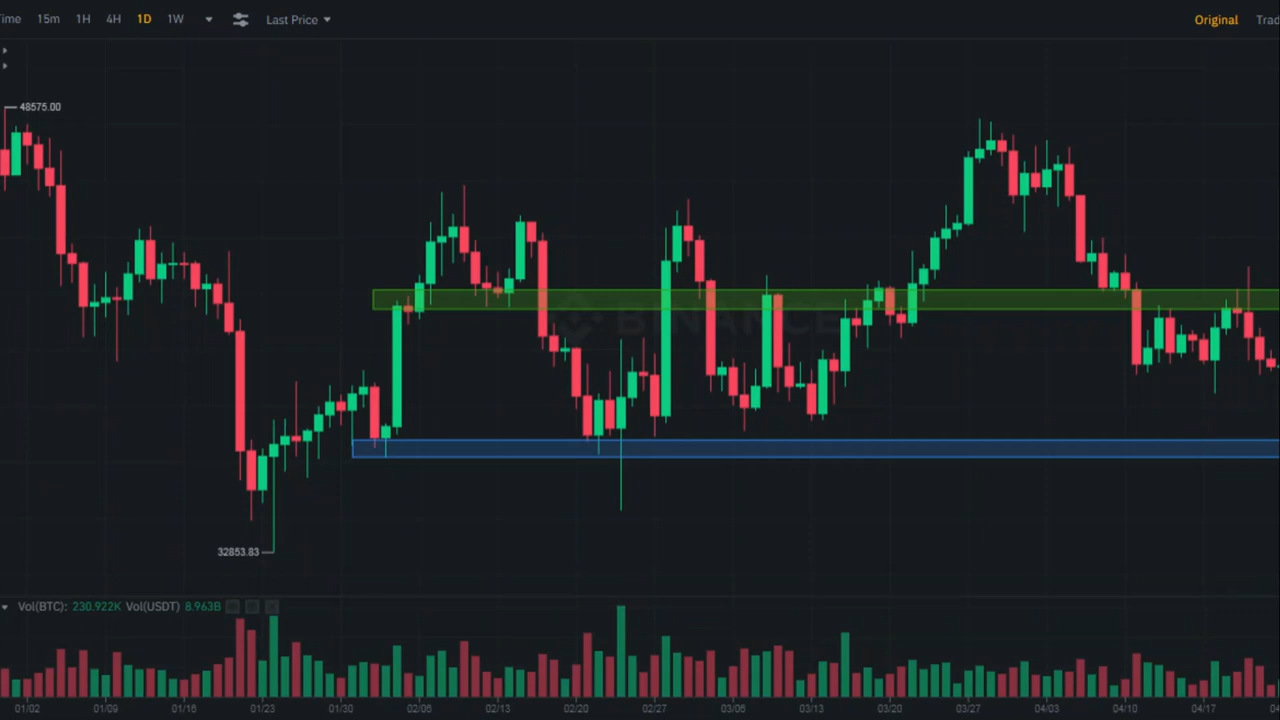 ime 15m 1H 4H 1D 1W Last Price Original Trad
48575.00
BINANCE
32853.83
Vol(BTC): 230.922K Vol(USDT) 8.963B
01/02 01/09 01/16 01/23 01/30 02/06 02/13 02/20 02/27 03/06 03/13 03/20 03/27 04/03 04/10 04/17 04